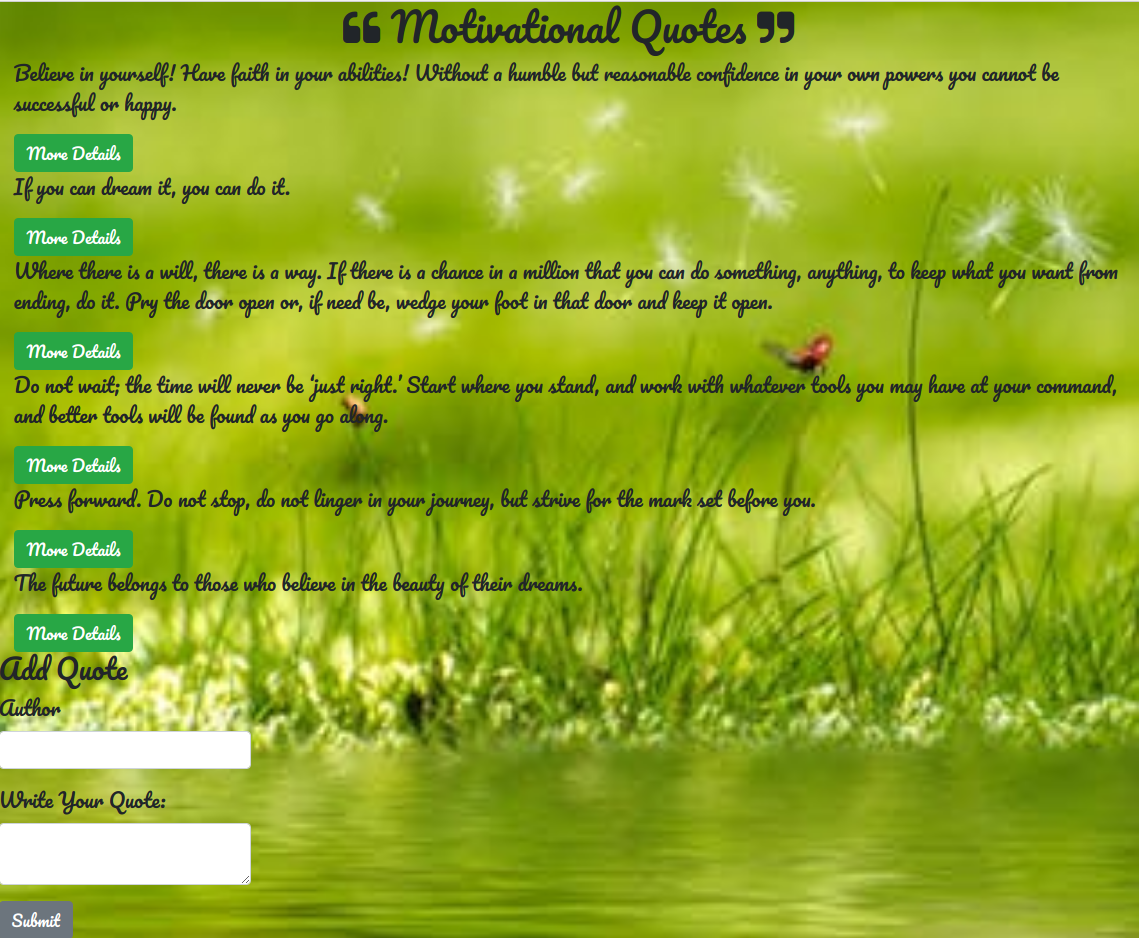 ❝ Motivational Quotes ❞
Believe in yourself! Have faith in your abilities! Without a humble but reasonable confidence in your own powers you cannot be
successful or happy.
More Details
If you can dream it, you can do it.
More Details
Where there is a will, there is a way. If there is a chance in a million that you can do something, anything, to keep what you want from
ending, do it. Pry the door open or, if need be, wedge your foot in that door and keep it open.
More Details
Do not wait; the time will never be ‘just right.’ Start where you stand, and work with whatever tools you may have at your command,
and better tools will be found as you go along.
More Details
Press forward. Do not stop, do not linger in your journey, but strive for the mark set before you.
More Details
The future belongs to those who believe in the beauty of their dreams.
More Details
Add Quote
Author
Write Your Quote:
Submit